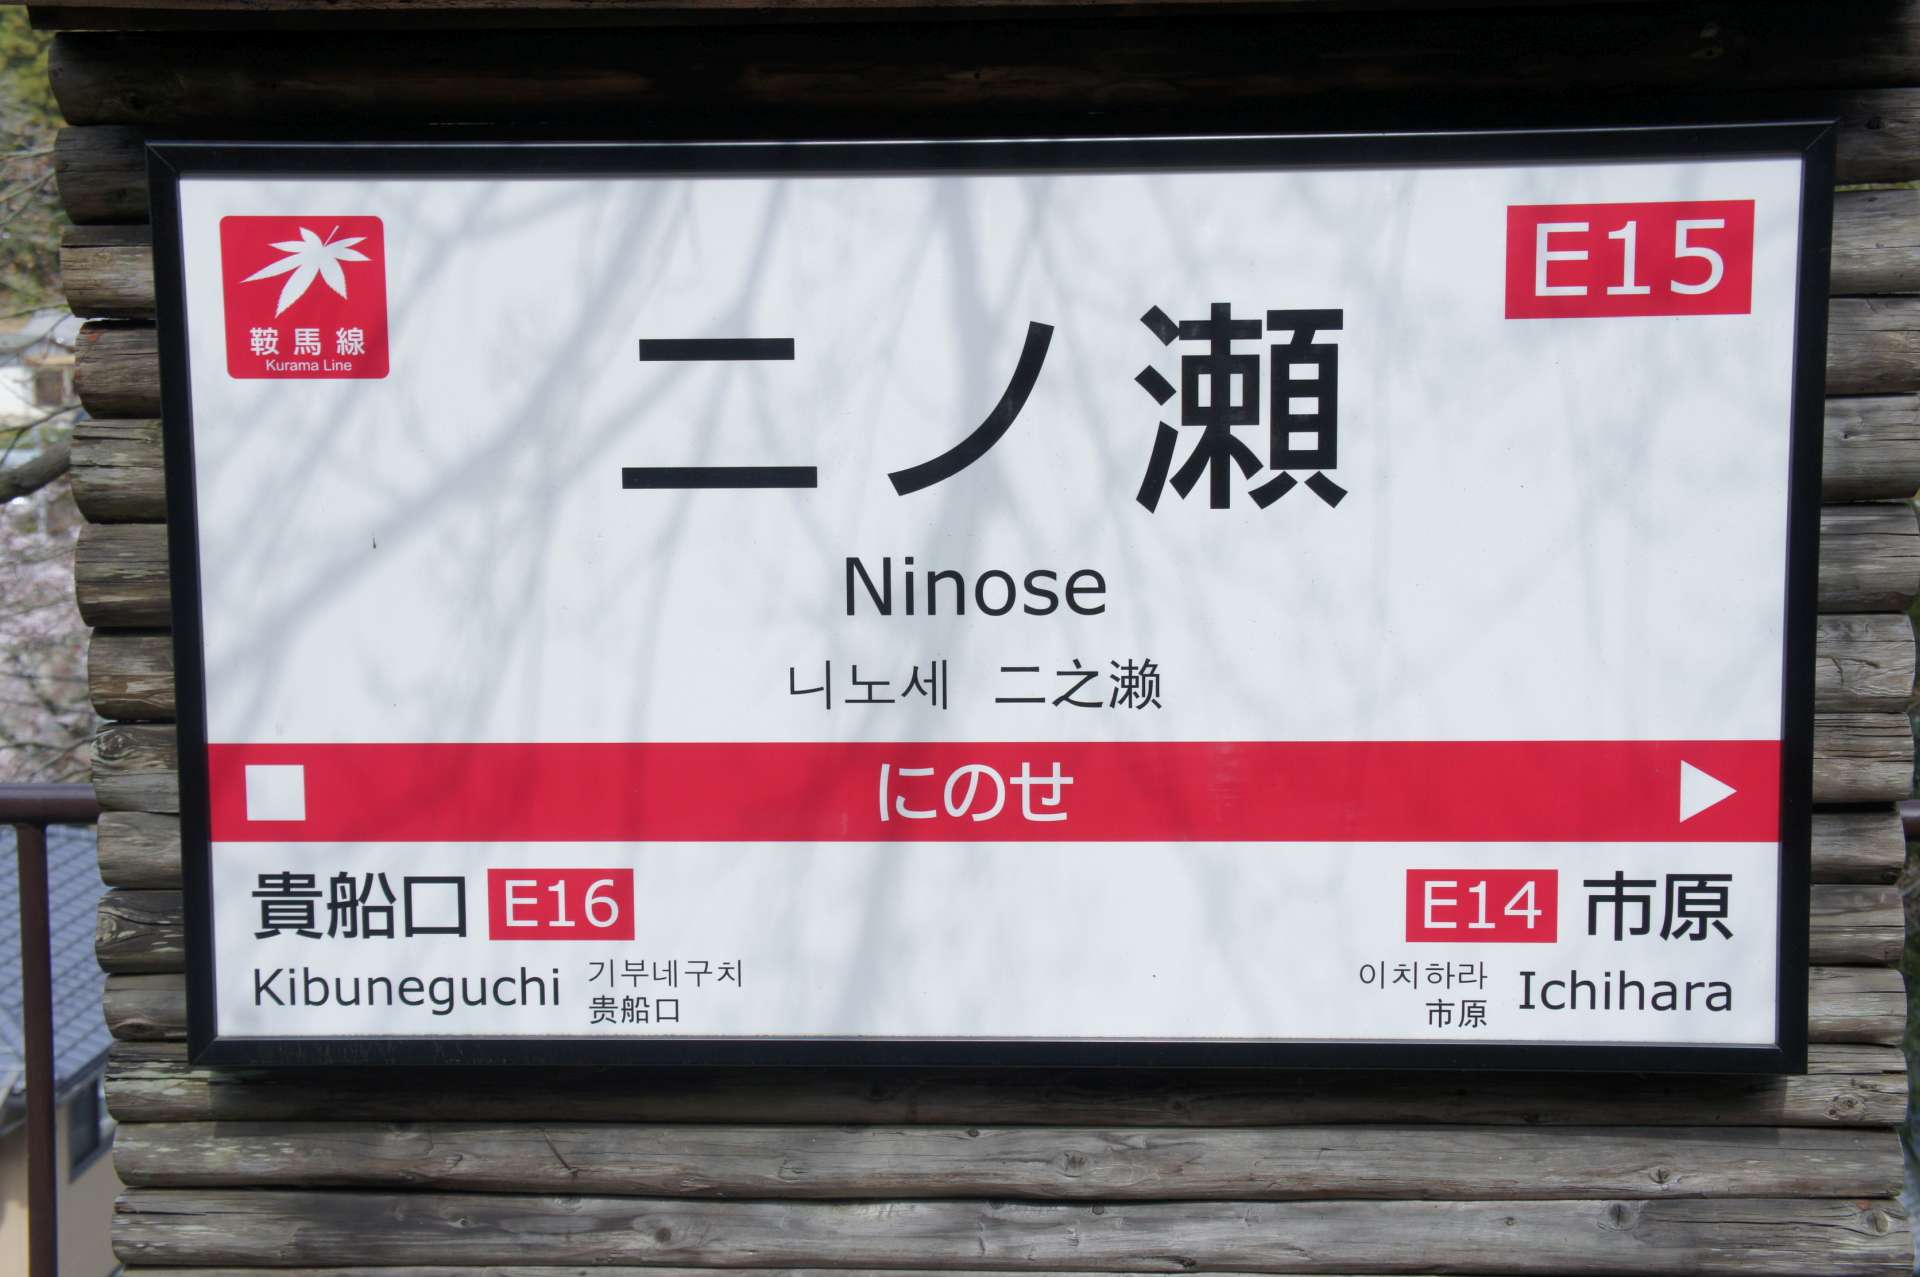 鞍馬線
Kurama Line
E15
二ノ瀬
Ninose
니노세 二之濑
にのせ
貴船口 E16
Kibuneguchi
기부네구치
贵船口
E14 市原
이치하라
市原
Ichihara